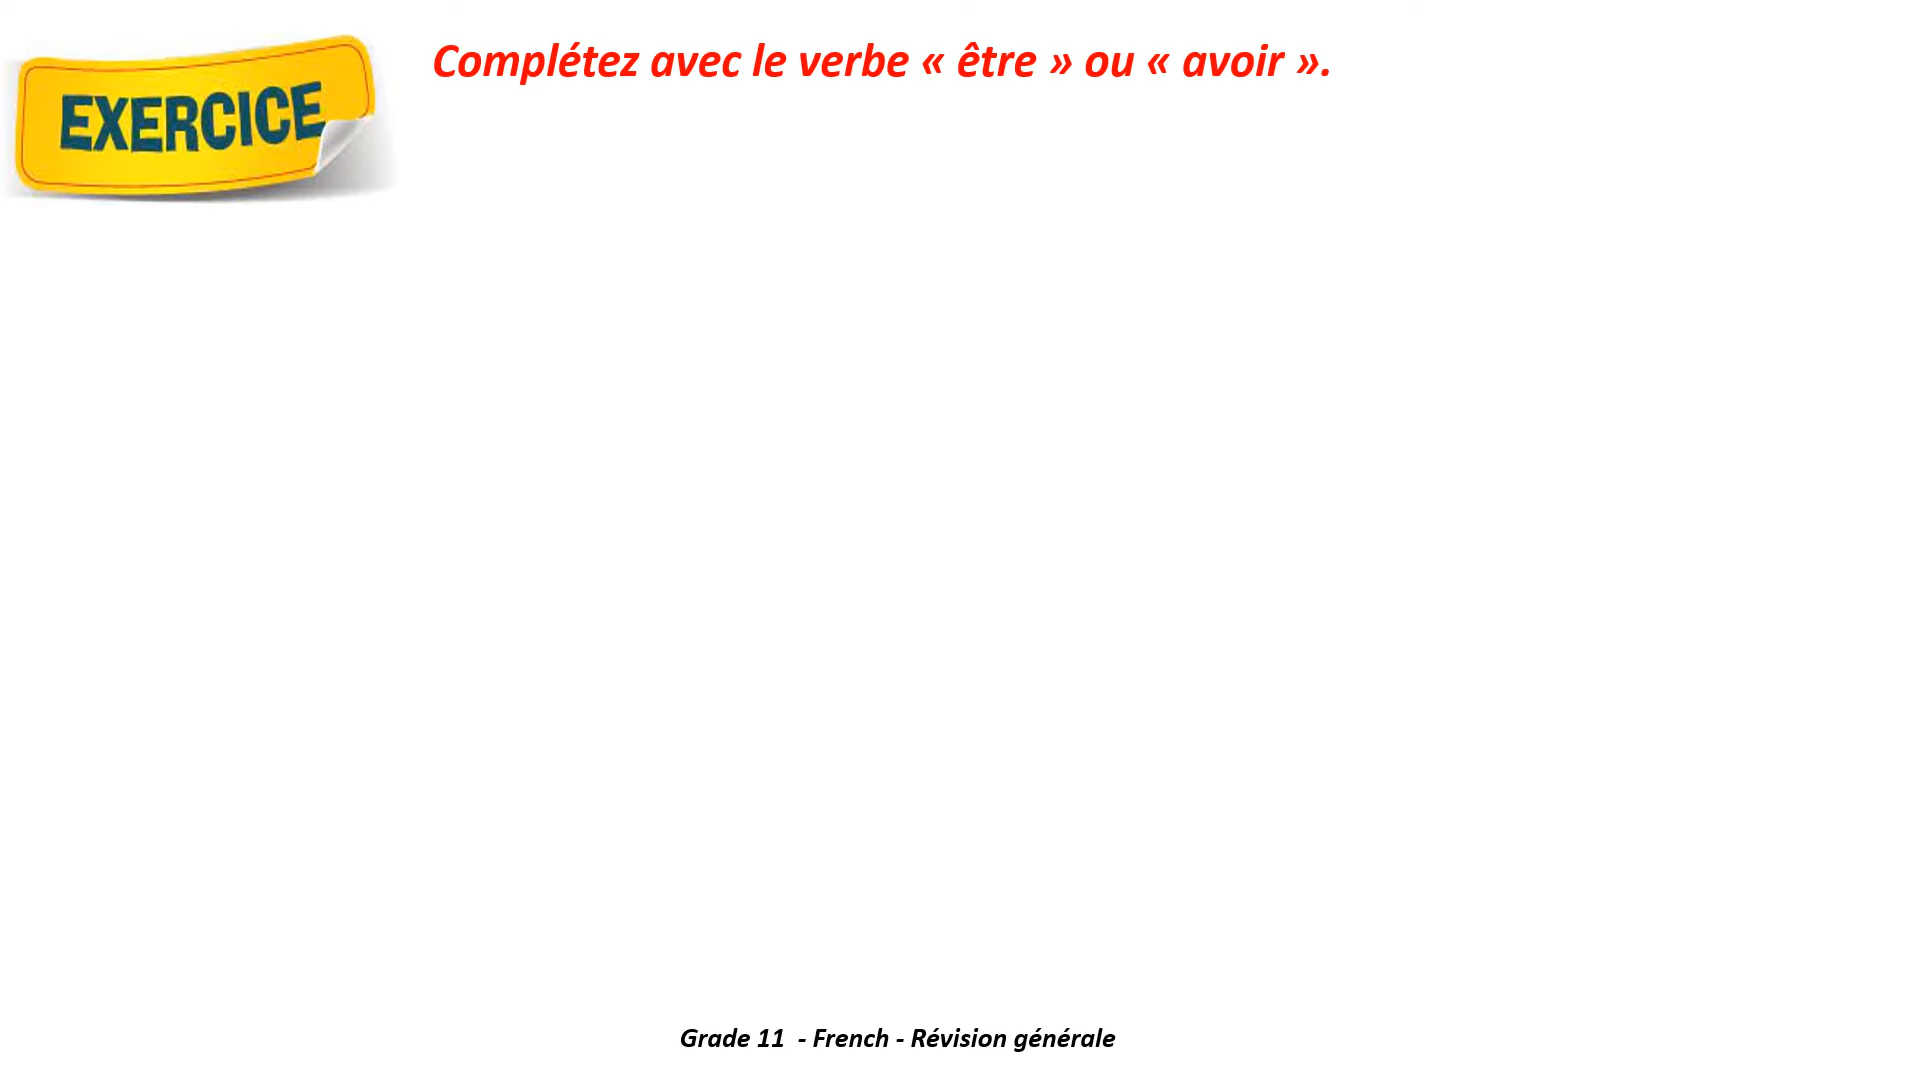 EXERCICE
Complétez avec le verbe « être » ou « avoir ».
Grade 11 - French - Révision générale